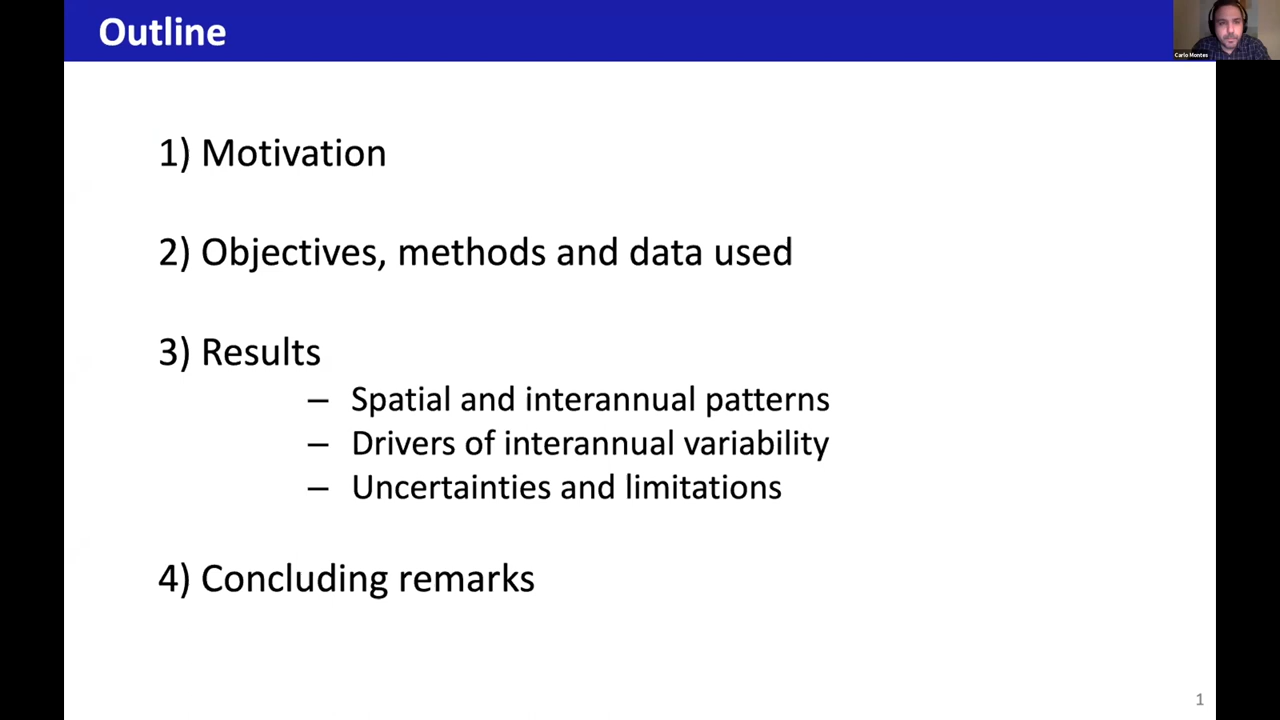 Outline
Carlo Montes
1) Motivation
2) Objectives, methods and data used
3) Results
– Spatial and interannual patterns
– Drivers of interannual variability
– Uncertainties and limitations
4) Concluding remarks
1